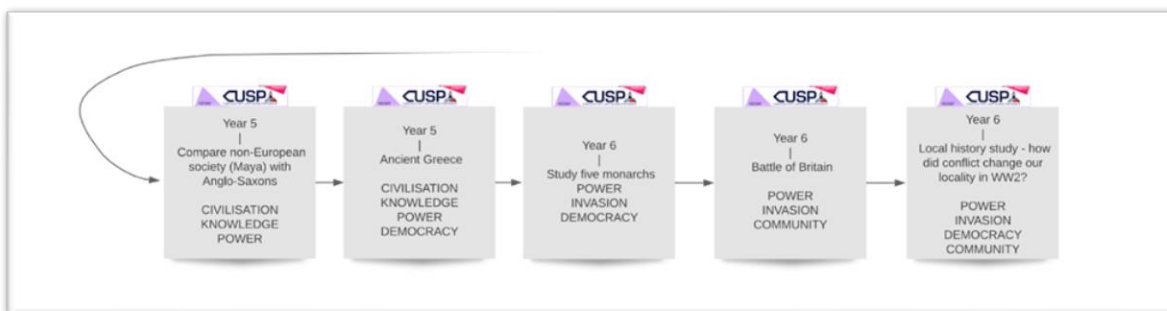 CUSP
Year 5
|
Compare non-European
society (Maya) with
Anglo-Saxons
CIVILISATION
KNOWLEDGE
POWER
CUSP
Year 5
|
Ancient Greece
CIVILISATION
KNOWLEDGE
POWER
DEMOCRACY
CUSP
Year 6
|
Study five monarchs
POWER
INVASION
DEMOCRACY
CUSP
Year 6
|
Battle of Britain
POWER
INVASION
COMMUNITY
CUSP
Year 6
|
Local history study - how
did conflict change our
locality in WW2?
POWER
INVASION
DEMOCRACY
COMMUNITY